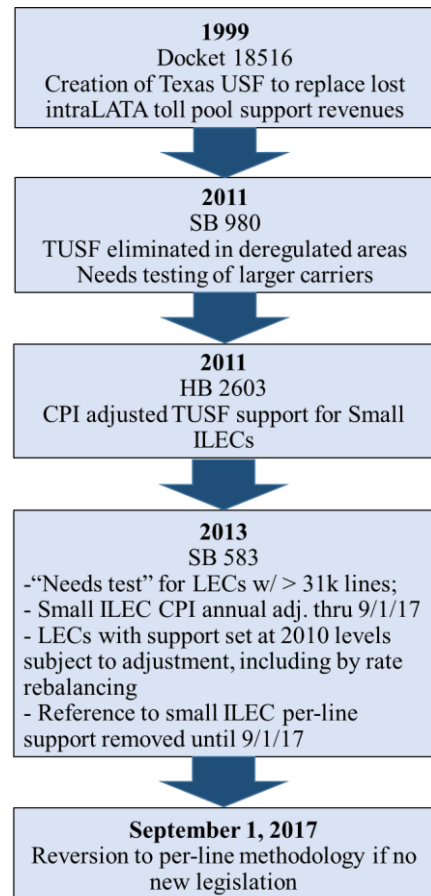 1999
Docket 18516
Creation of Texas USF to replace lost
intraLATA toll pool support revenues
2011
SB 980
TUSF eliminated in deregulated areas
Needs testing of larger carriers
2011
HB 2603
CPI adjusted TUSF support for Small
ILECs
2013
SB 583
-“Needs test” for LECs w/ > 31k lines;
- Small ILEC CPI annual adj. thru 9/1/17
- LECs with support set at 2010 levels
subject to adjustment, including by rate
rebalancing
- Reference to small ILEC per-line
support removed until 9/1/17
September 1, 2017
Reversion to per-line methodology if no
new legislation